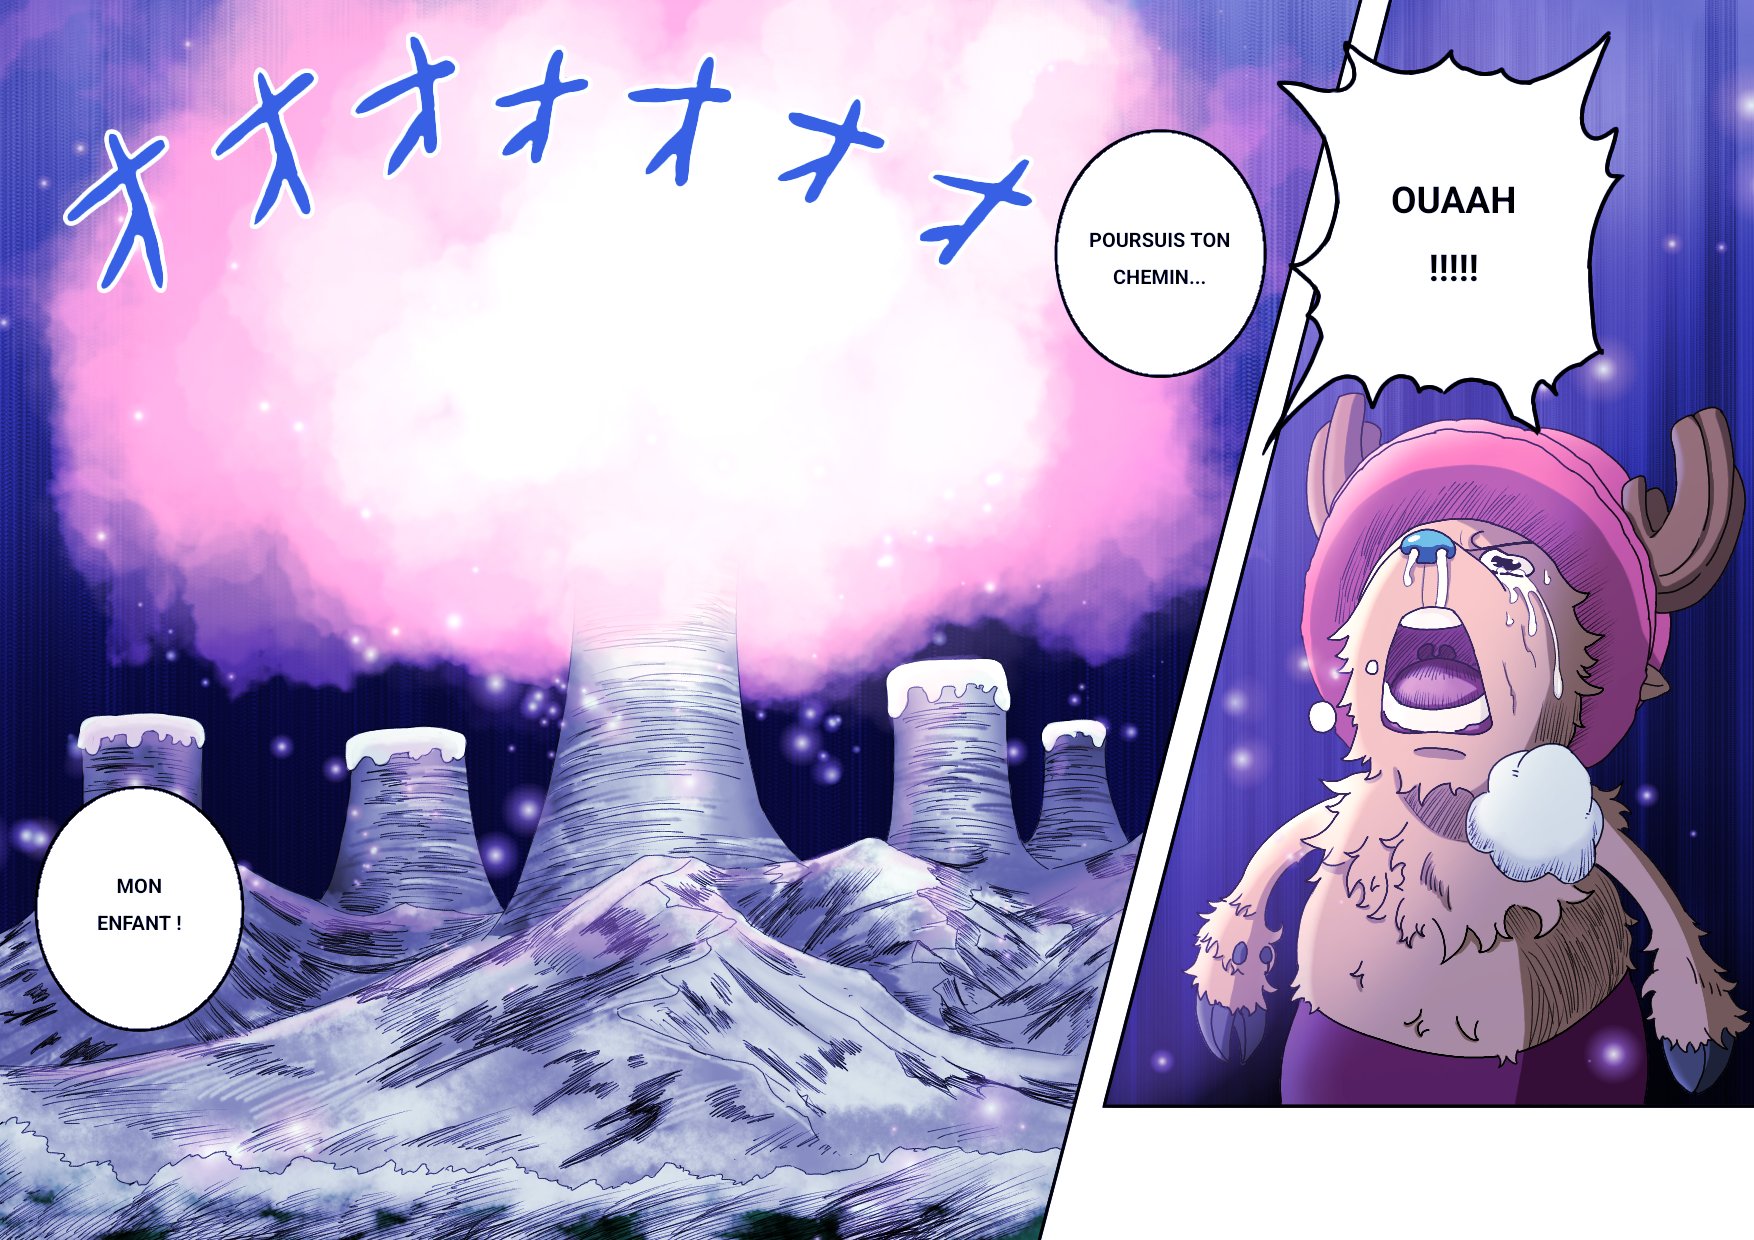 OUAAH
!!!!!
POURSUIS TON
CHEMIN...
オオオオオオオ
MON
ENFANT !